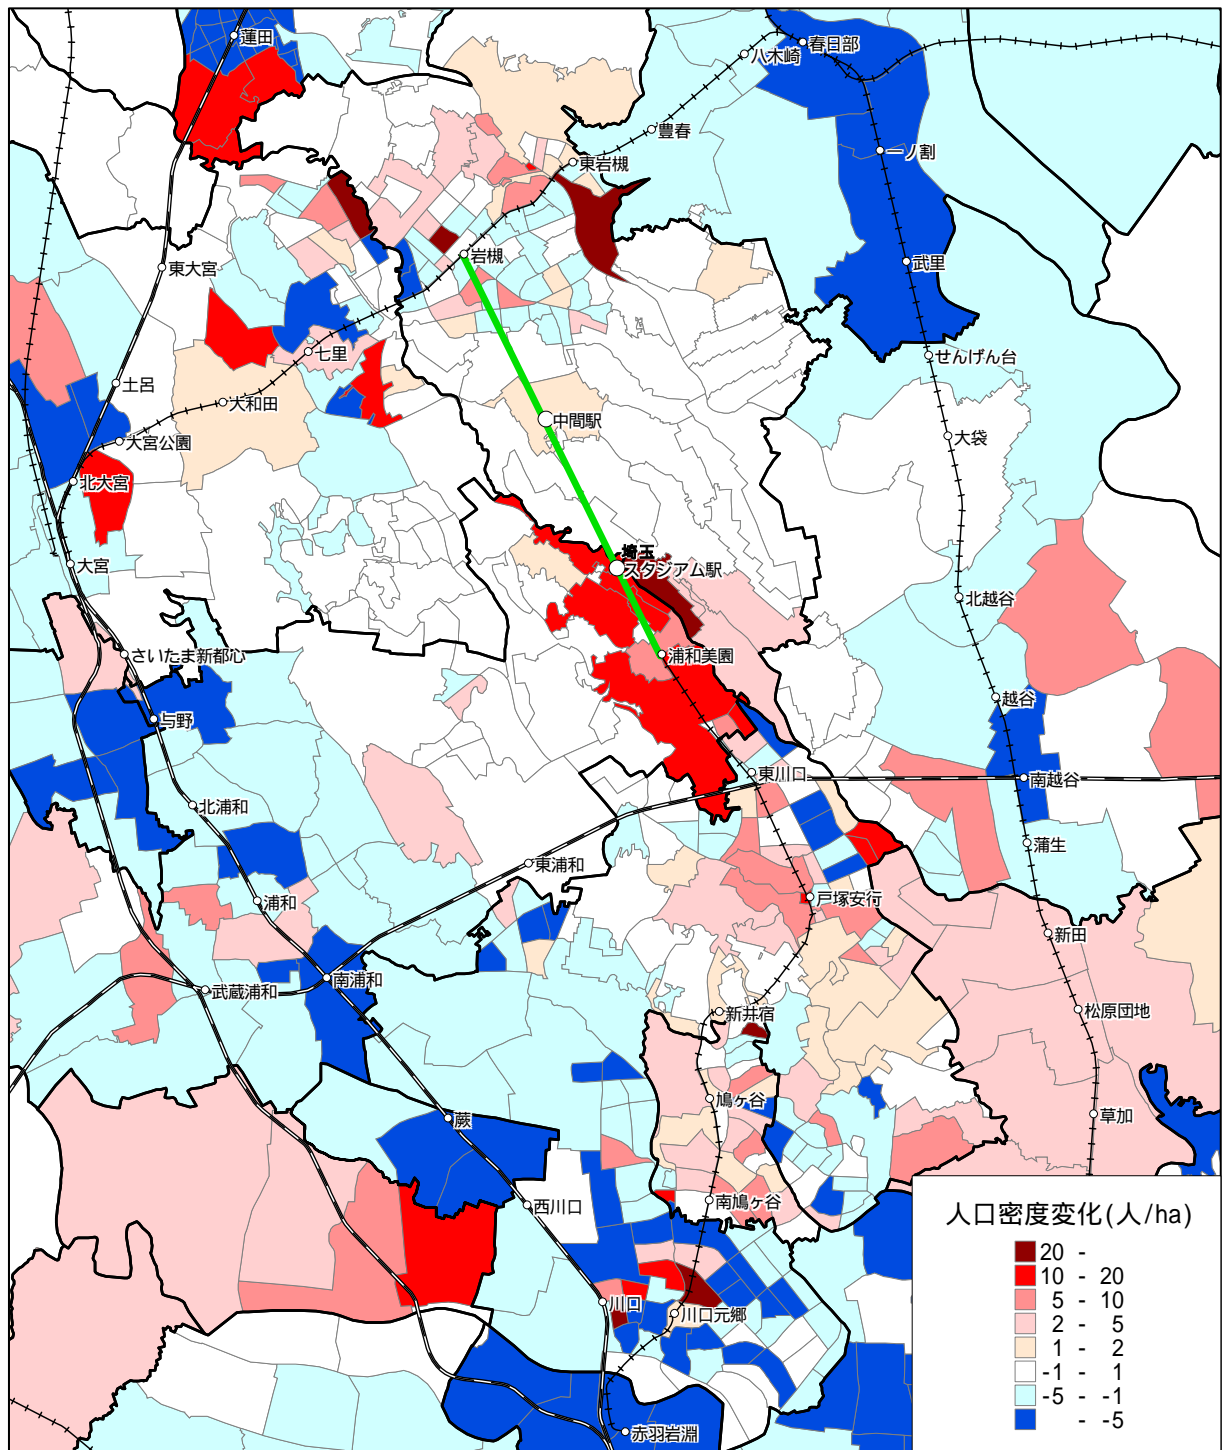 蓮田
春日部
八木崎
豊春
一ノ割
東岩槻
岩槻
東大宮
武里
七里
せんげん台
土呂
大和田
中間駅
大袋
大宮公園
北大宮
埼玉
スタジアム駅
大宮
北越谷
さいたま新都心
浦和美園
越谷
与野
東川口
南越谷
北浦和
蒲生
東浦和
浦和
戸塚安行
新田
南浦和
武蔵浦和
新井宿
松原団地
鳩ヶ谷
草加
蕨
南鳩ヶ谷
西川口
川口
川口元郷
赤羽岩淵
人口密度変化(人/ha)
20 -
10 - 20
5 - 10
2 - 5
1 - 2
-1 - 1
-5 - -1
- -5